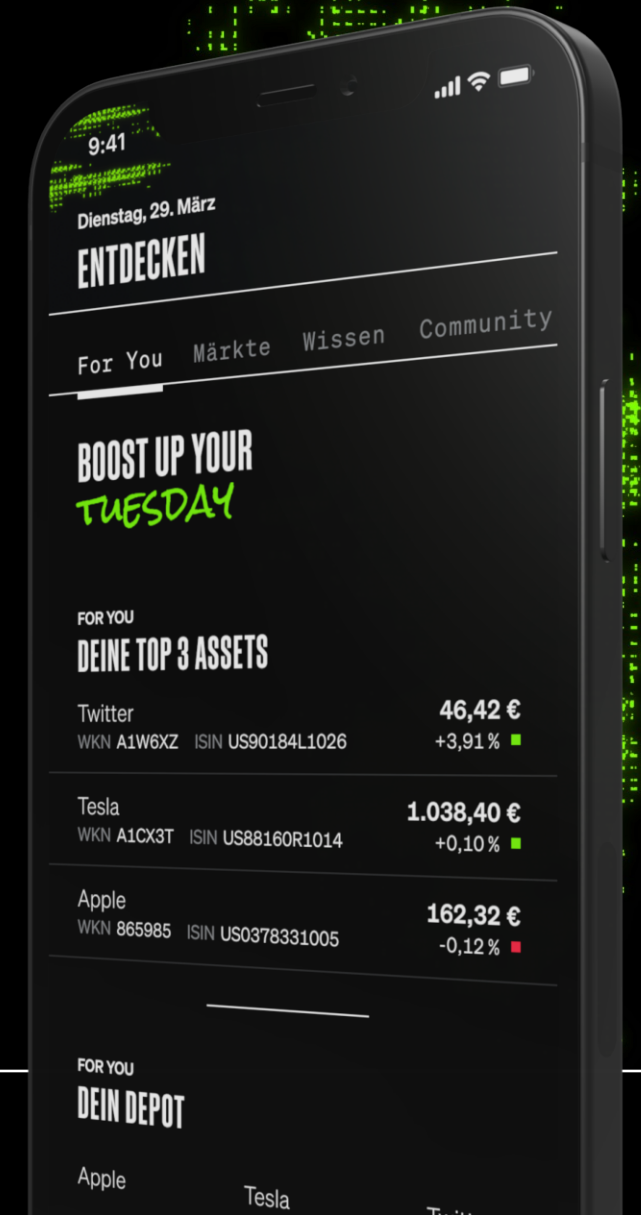 9:41
Dienstag, 29. März
ENTDECKEN
For You Märkte Wissen Community
BOOST UP YOUR
TUESDAY
FOR YOU
DEINE TOP 3 ASSETS
Twitter 46,42 €
WKN A1W6XZ ISIN US90184L1026 +3,91 %
Tesla 1.038,40 €
WKN A1CX3T ISIN US88160R1014 +0,10 %
Apple 162,32 €
WKN 865985 ISIN US0378331005 -0,12 %
FOR YOU
DEIN DEPOT
Apple Tesla